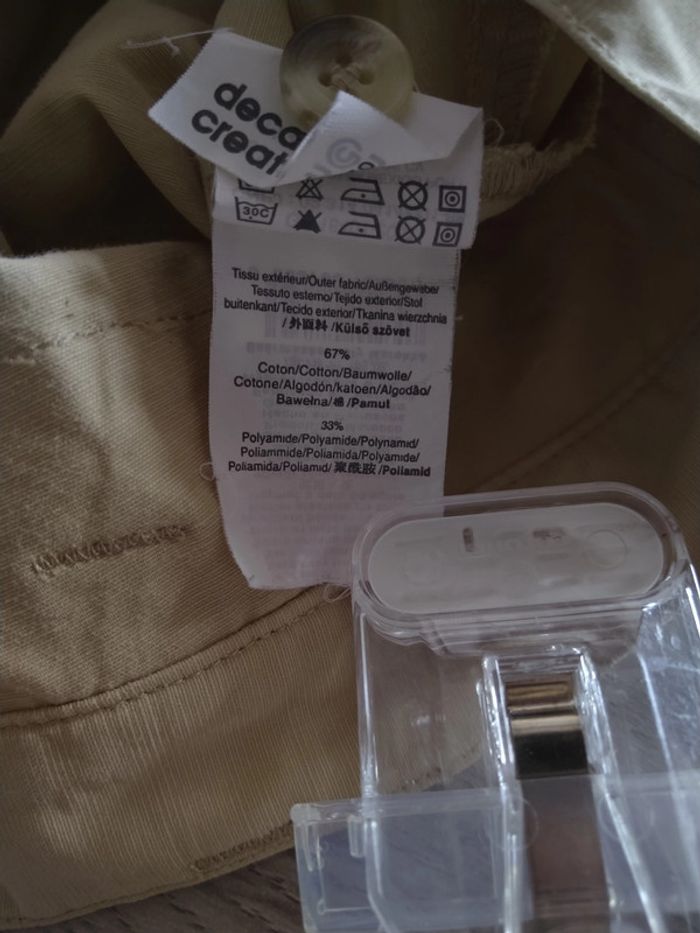 deca
creat
30C
Tissu extérieur/Outer fabric/Außengewebe/
Tessuto esterno/Tejido exterior/Stof
buitenkant/Tecido exterior/Tkanina wierzchnia
/外面料/Külső szövet
67%
Coton/Cotton/Baumwolle/
Cotone/Algodón/katoen/Algodão/
Bawełna/棉/Pamut
33%
Polyamide/Polyamide/Polynamid/
Poliammide/Poliamida/Polyamide/
Poliamida/Poliamid/聚酰胺/Poliamid